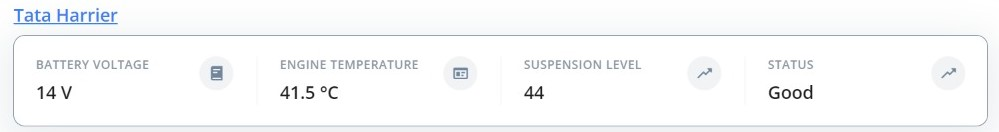 Tata Harrier
BATTERY VOLTAGE
14 V
ENGINE TEMPERATURE
41.5 °C
SUSPENSION LEVEL
44
STATUS
Good